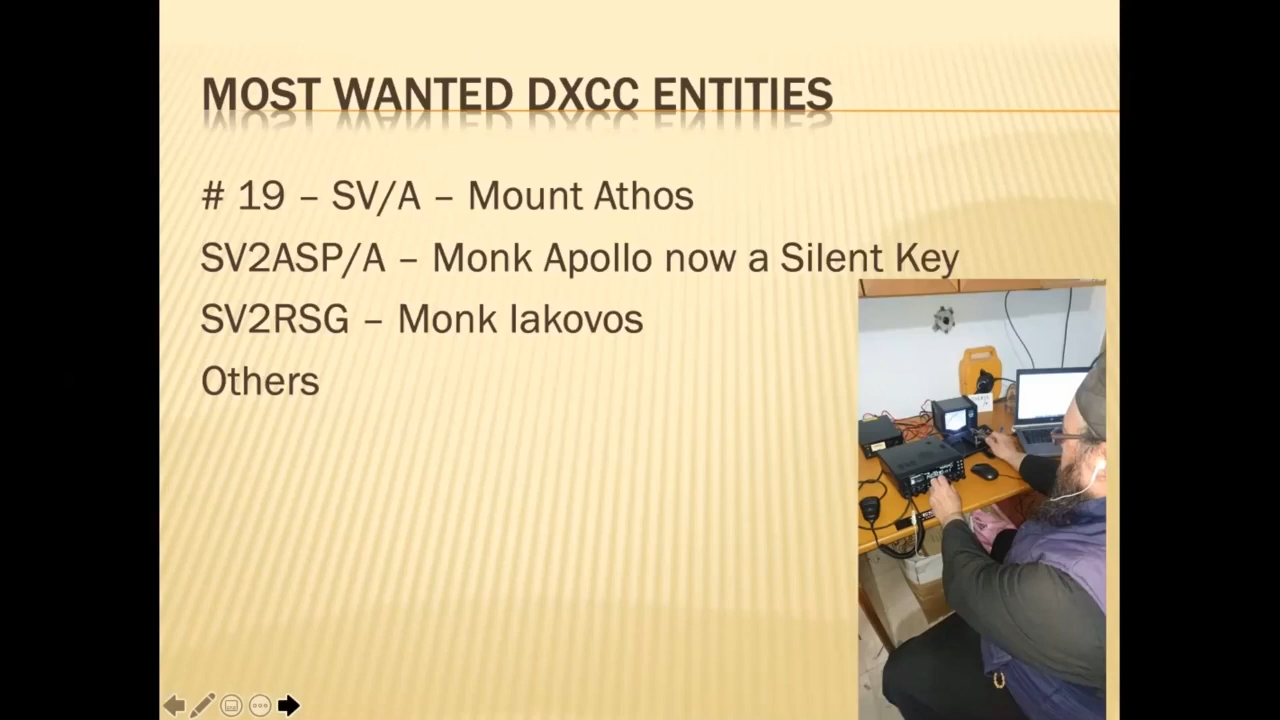 MOST WANTED DXCC ENTITIES
# 19 – SV/A – Mount Athos
SV2ASP/A – Monk Apollo now a Silent Key
SV2RSG – Monk Iakovos
Others